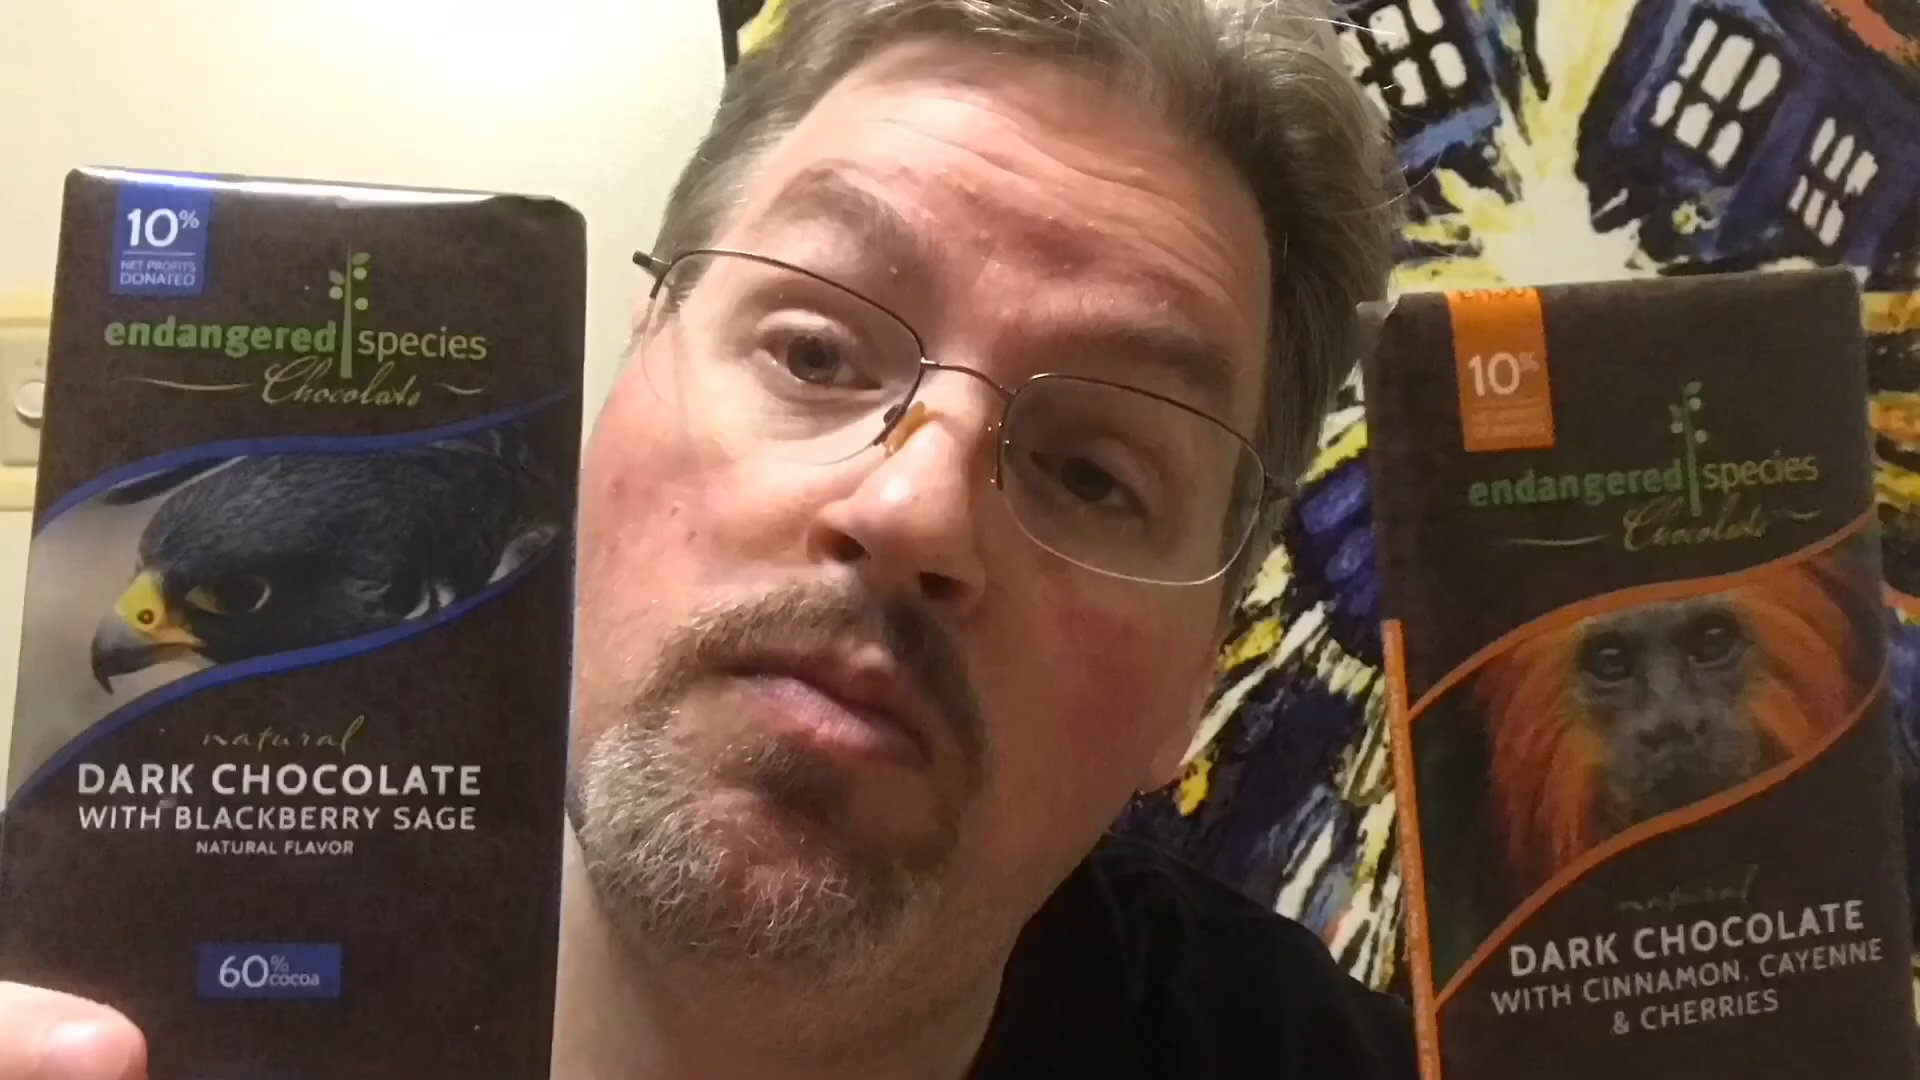 10%
NET PROFITS
DONATED
endangered species
Chocolate
natural
DARK CHOCOLATE
WITH BLACKBERRY SAGE
NATURAL FLAVOR
60% cocoa
10%
endangered species
Chocolate
natural
DARK CHOCOLATE
WITH CINNAMON, CAYENNE
& CHERRIES